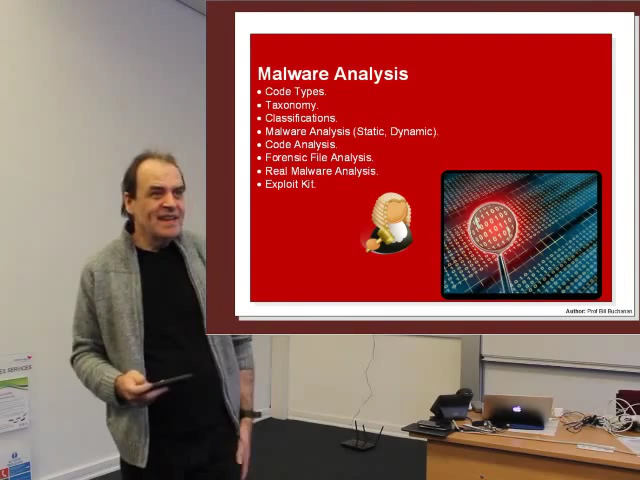 Malware Analysis
• Code Types.
• Taxonomy.
• Classifications.
• Malware Analysis (Static, Dynamic).
• Code Analysis.
• Forensic File Analysis.
• Real Malware Analysis.
• Exploit Kit.
Author: Prof Bill Buchanan
SERVICES